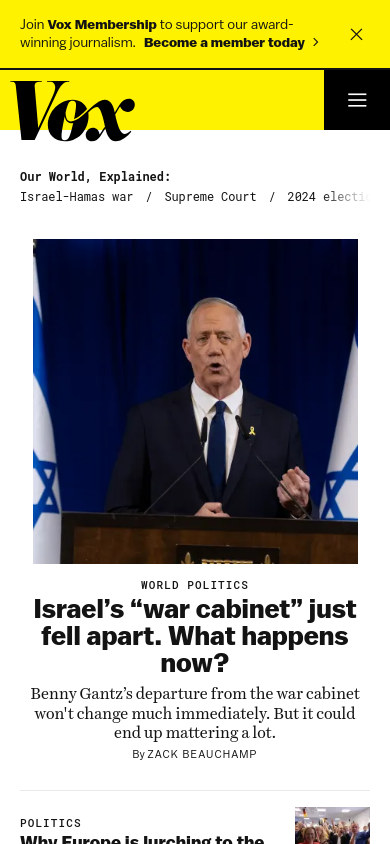 Join Vox Membership to support our award-
winning journalism. Become a member today
Vox
Our World, Explained:
Israel-Hamas war / Supreme Court / 2024 electi
WORLD POLITICS
Israel’s “war cabinet” just
fell apart. What happens
now?
Benny Gantz’s departure from the war cabinet
won't change much immediately. But it could
end up mattering a lot.
By ZACK BEAUCHAMP
POLITICS
Why Europe is lurching to the